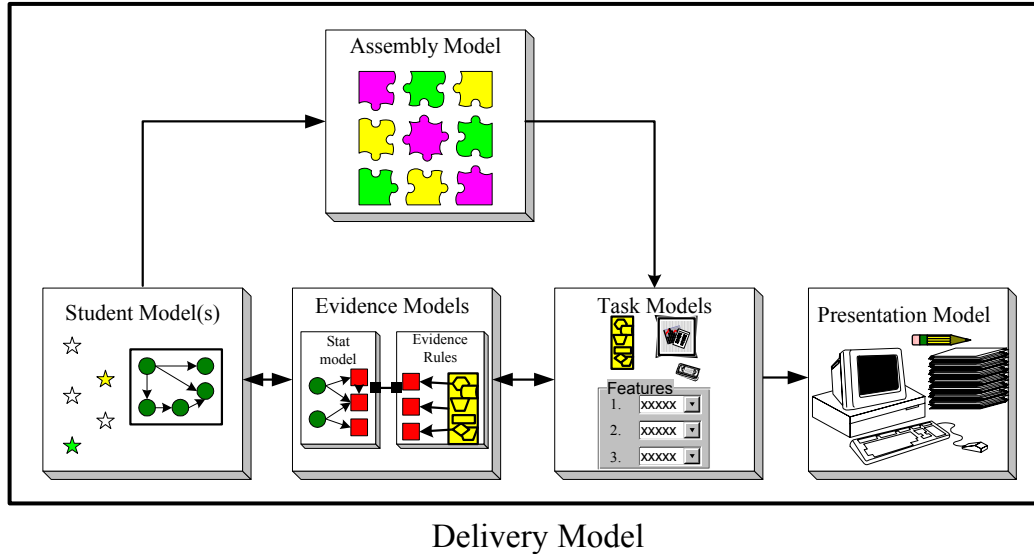 Assembly Model
Student Model(s)
Evidence Models
Stat
model
Evidence
Rules
Task Models
Features
1. xxxxx
2. xxxxx
3. xxxxx
Presentation Model
Delivery Model